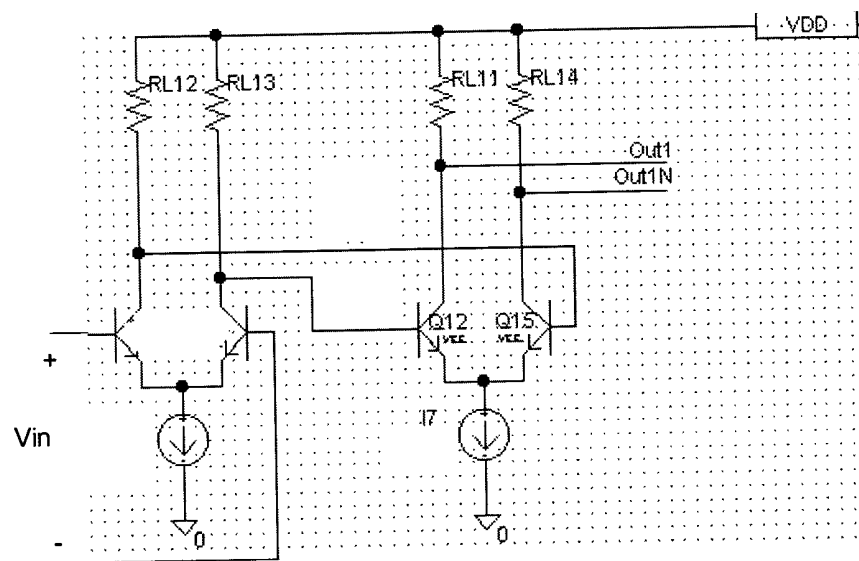 VDD
RL12 RL13 RL11 RL14
Out1
Out1N
Q12 Q15
VEE VEE
+
I7
Vin
0 0
-